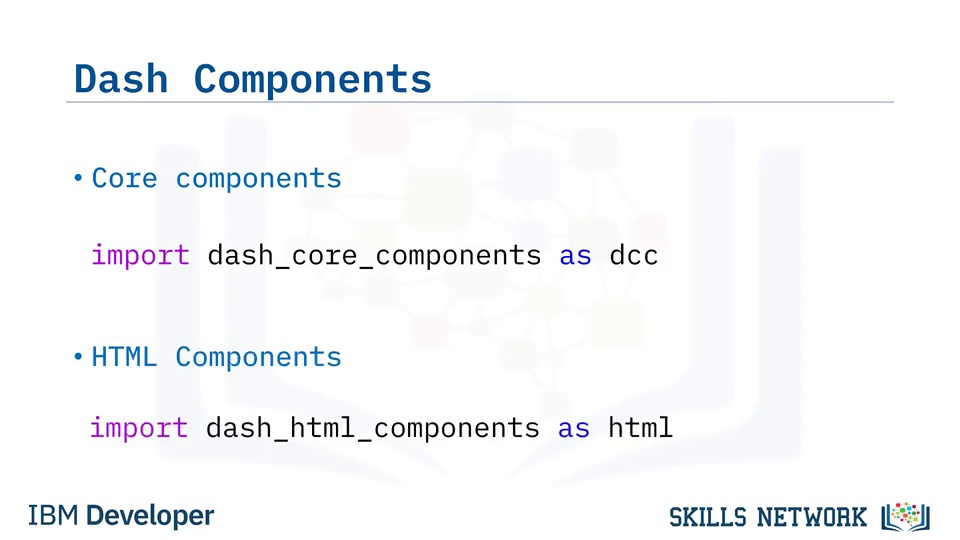 Dash Components
• Core components
import dash_core_components as dcc
• HTML Components
import dash_html_components as html
IBM Developer
SKILLS NETWORK